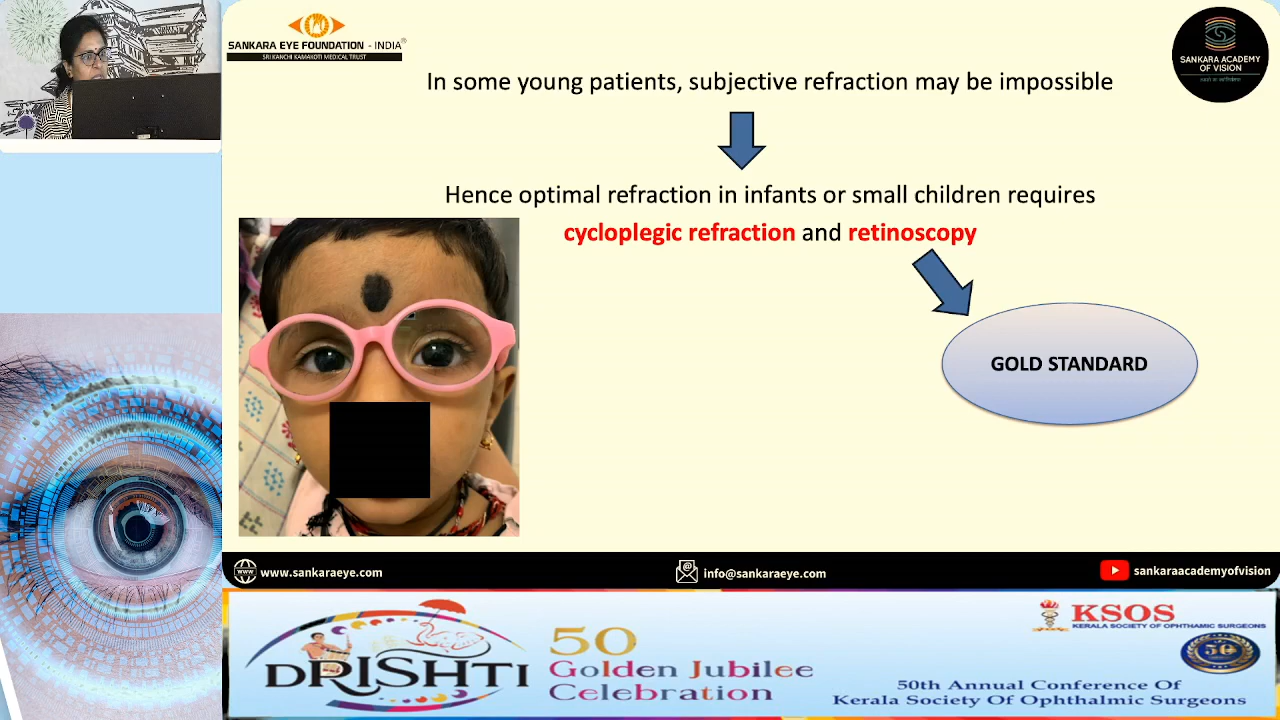 SANKARA EYE FOUNDATION - INDIA
SRI KANCHI KAMAKOTI MEDICAL TRUST
SANKARA ACADEMY
OF VISION
In some young patients, subjective refraction may be impossible
Hence optimal refraction in infants or small children requires
cycloplegic refraction and retinoscopy
GOLD STANDARD
www.sankaraeye.com
info@sankaraeye.com
sankaraacademyofvision
DRISHTI
50
Golden Jubilee
Celebration
KSOS
KERALA SOCIETY OF OPHTHAMIC SURGEONS
50
50th Annual Conference Of
Kerala Society Of Ophthalmic Surgeons